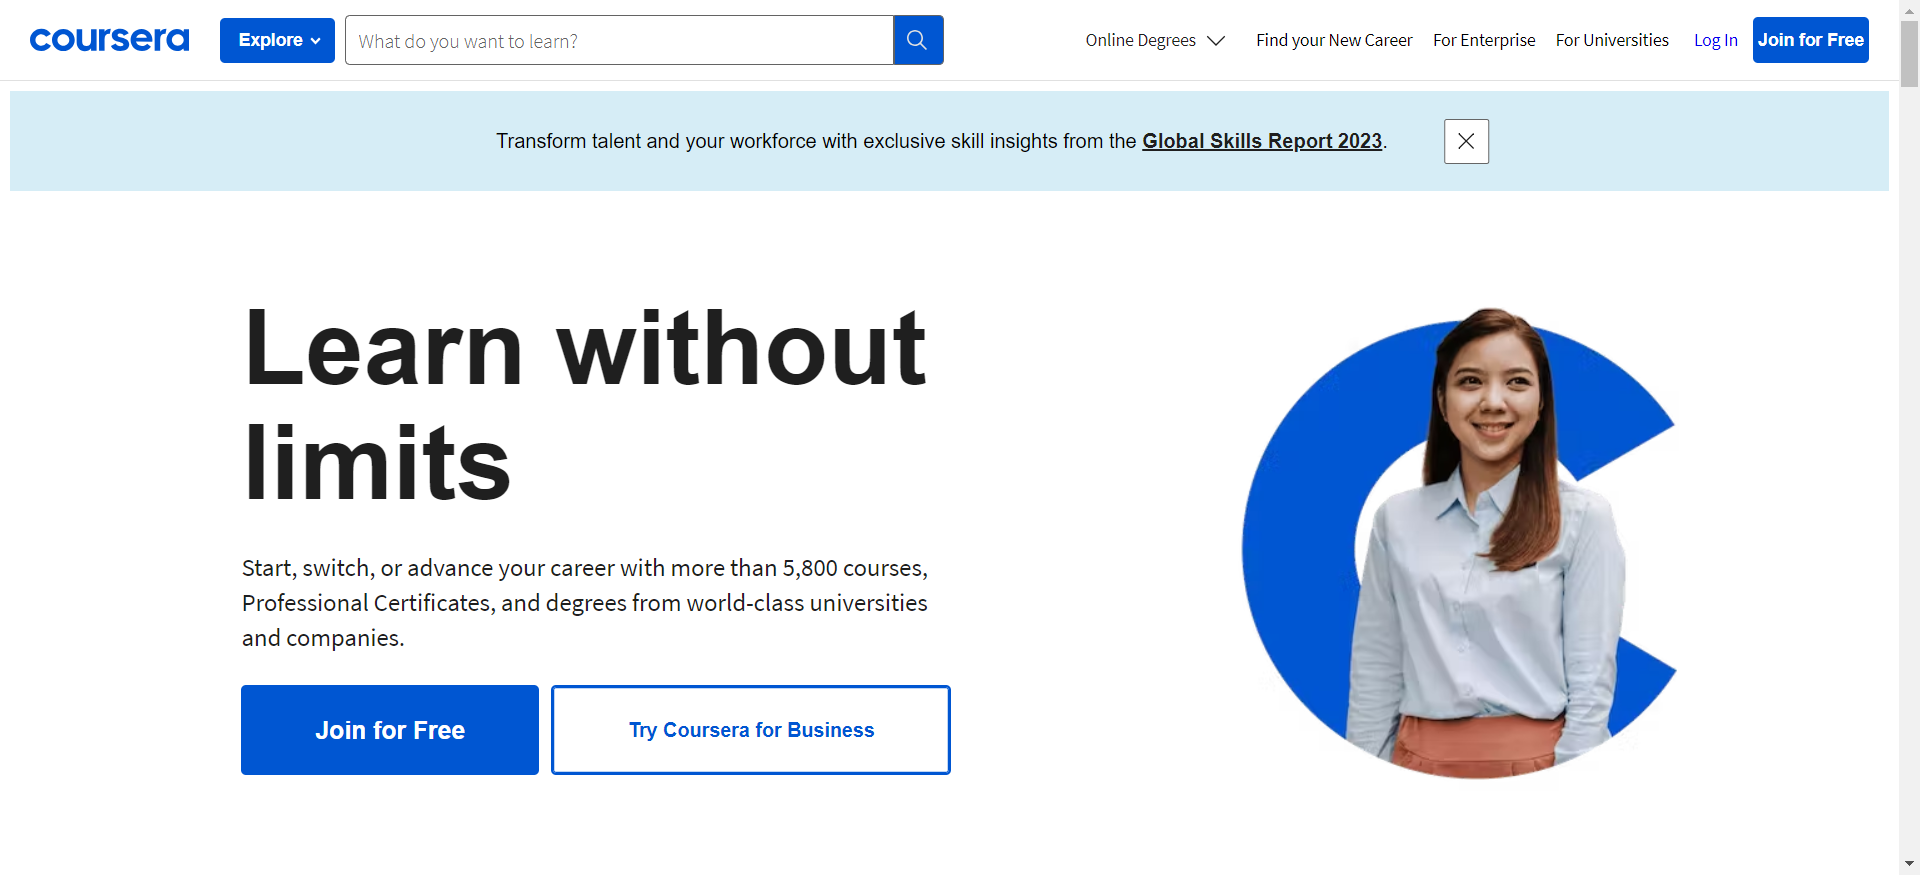 coursera
Explore
What do you want to learn?
Online Degrees
Find your New Career
For Enterprise
For Universities
Log In
Join for Free
Transform talent and your workforce with exclusive skill insights from the Global Skills Report 2023.
Learn without
limits
Start, switch, or advance your career with more than 5,800 courses,
Professional Certificates, and degrees from world-class universities
and companies.
Join for Free
Try Coursera for Business